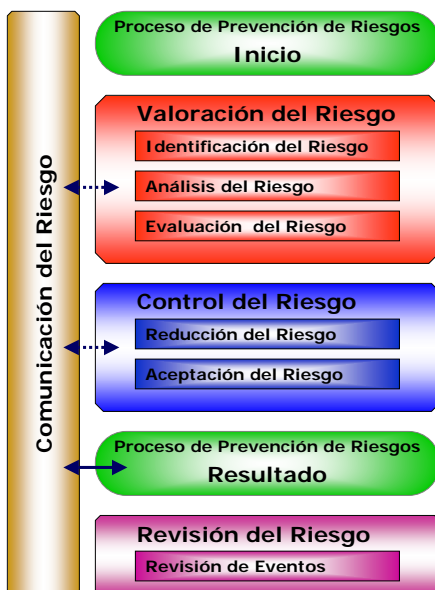 Comunicación del Riesgo
Proceso de Prevención de Riesgos
Inicio
Valoración del Riesgo
Identificación del Riesgo
Análisis del Riesgo
Evaluación del Riesgo
Control del Riesgo
Reducción del Riesgo
Aceptación del Riesgo
Proceso de Prevención de Riesgos
Resultado
Revisión del Riesgo
Revisión de Eventos